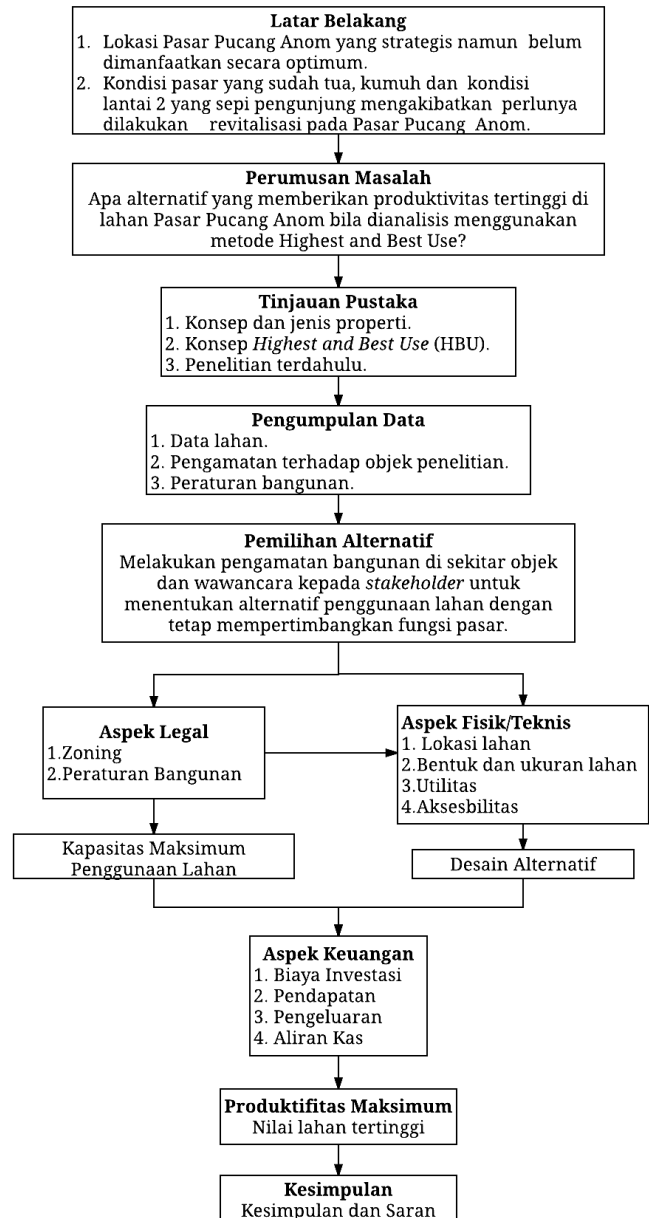 Latar Belakang
1. Lokasi Pasar Pucang Anom yang strategis namun belum
dimanfaatkan secara optimum.
2. Kondisi pasar yang sudah tua, kumuh dan kondisi
lantai 2 yang sepi pengunjung mengakibatkan perlunya
dilakukan revitalisasi pada Pasar Pucang Anom.
Perumusan Masalah
Apa alternatif yang memberikan produktivitas tertinggi di
lahan Pasar Pucang Anom bila dianalisis menggunakan
metode Highest and Best Use?
Tinjauan Pustaka
1. Konsep dan jenis properti.
2. Konsep Highest and Best Use (HBU).
3. Penelitian terdahulu.
Pengumpulan Data
1. Data lahan.
2. Pengamatan terhadap objek penelitian.
3. Peraturan bangunan.
Pemilihan Alternatif
Melakukan pengamatan bangunan di sekitar objek
dan wawancara kepada stakeholder untuk
menentukan alternatif penggunaan lahan dengan
tetap mempertimbangkan fungsi pasar.
Aspek Legal
1.Zoning
2.Peraturan Bangunan
Aspek Fisik/Teknis
1. Lokasi lahan
2.Bentuk dan ukuran lahan
3.Utilitas
4.Aksesbilitas
Kapasitas Maksimum
Penggunaan Lahan
Desain Alternatif
Aspek Keuangan
1. Biaya Investasi
2. Pendapatan
3. Pengeluaran
4. Aliran Kas
Produktifitas Maksimum
Nilai lahan tertinggi
Kesimpulan
Kesimpulan dan Saran